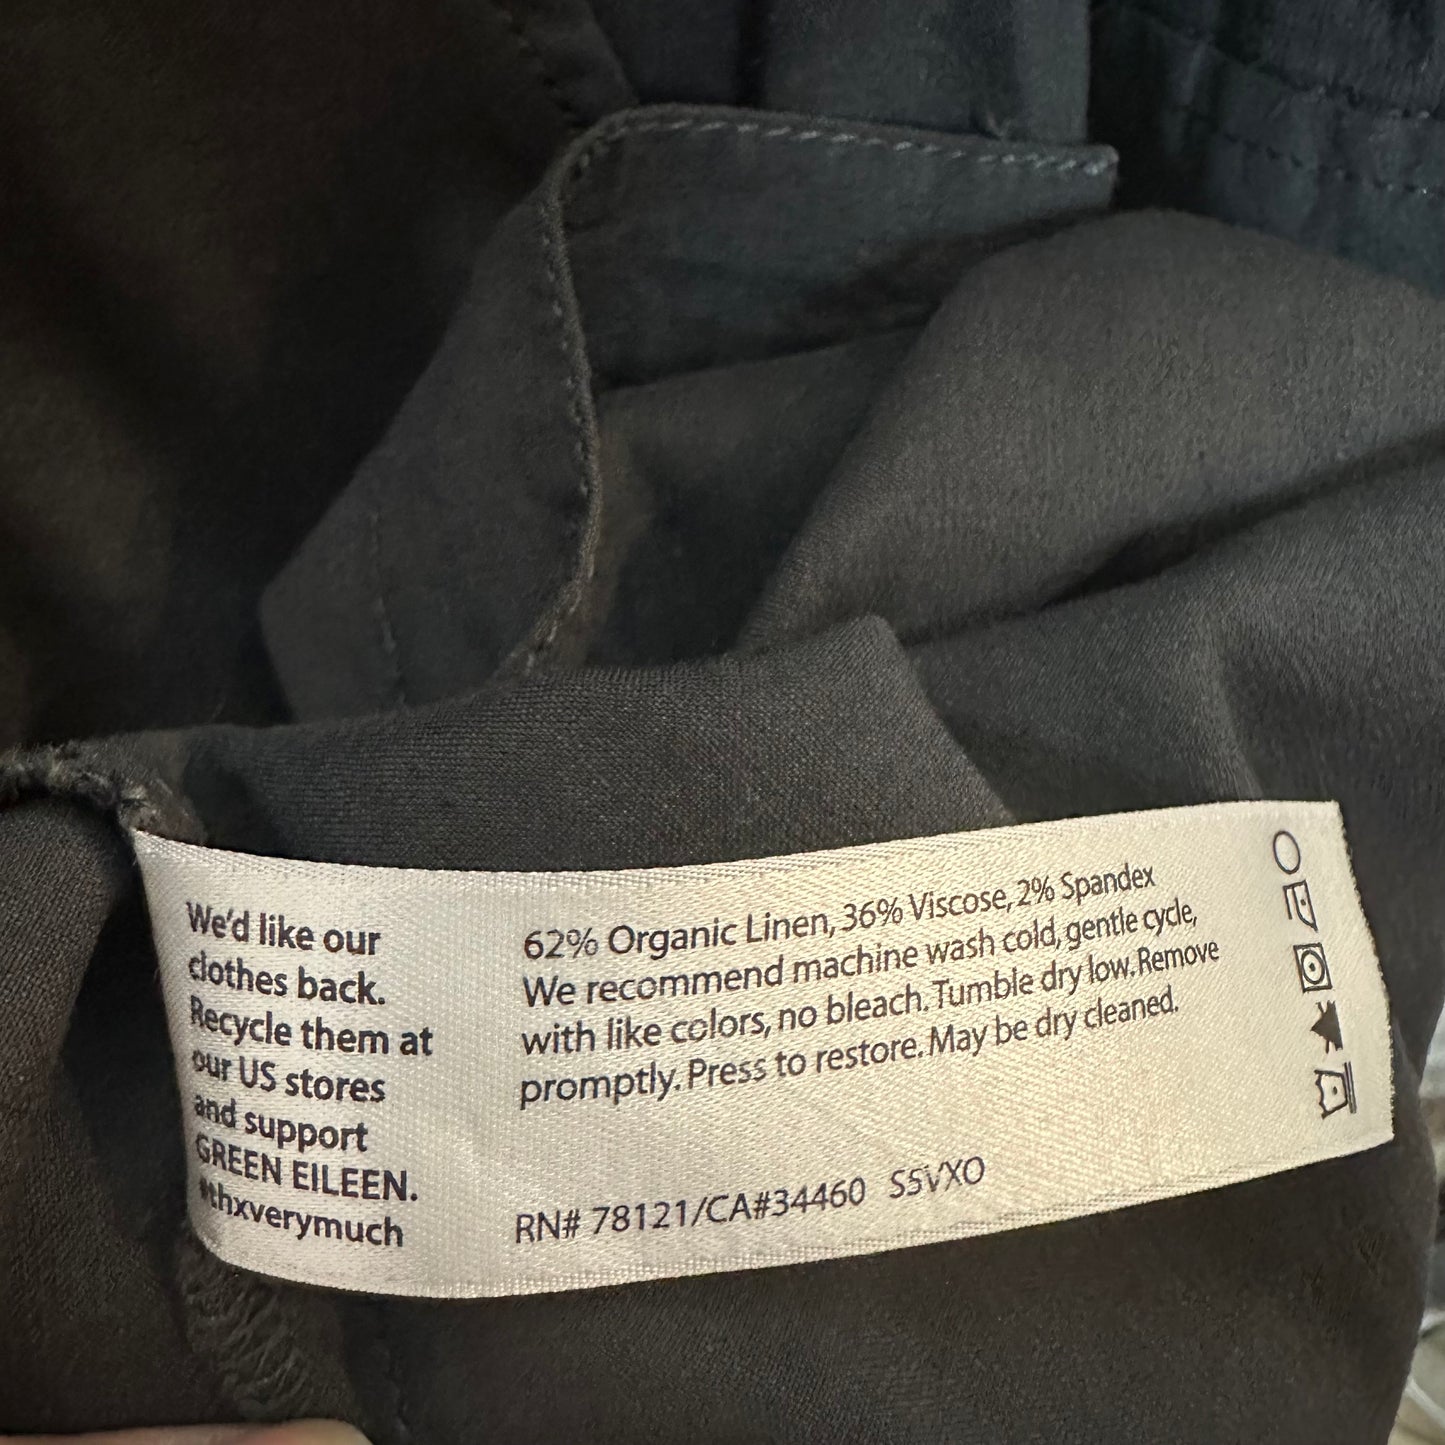 We'd like our
clothes back.
Recycle them at
our US stores
and support
GREEN EILEEN.
#thxverymuch
62% Organic Linen, 36% Viscose, 2% Spandex
We recommend machine wash cold, gentle cycle,
with like colors, no bleach. Tumble dry low. Remove
promptly. Press to restore. May be dry cleaned.
RN# 78121/CA#34460 S5VXO